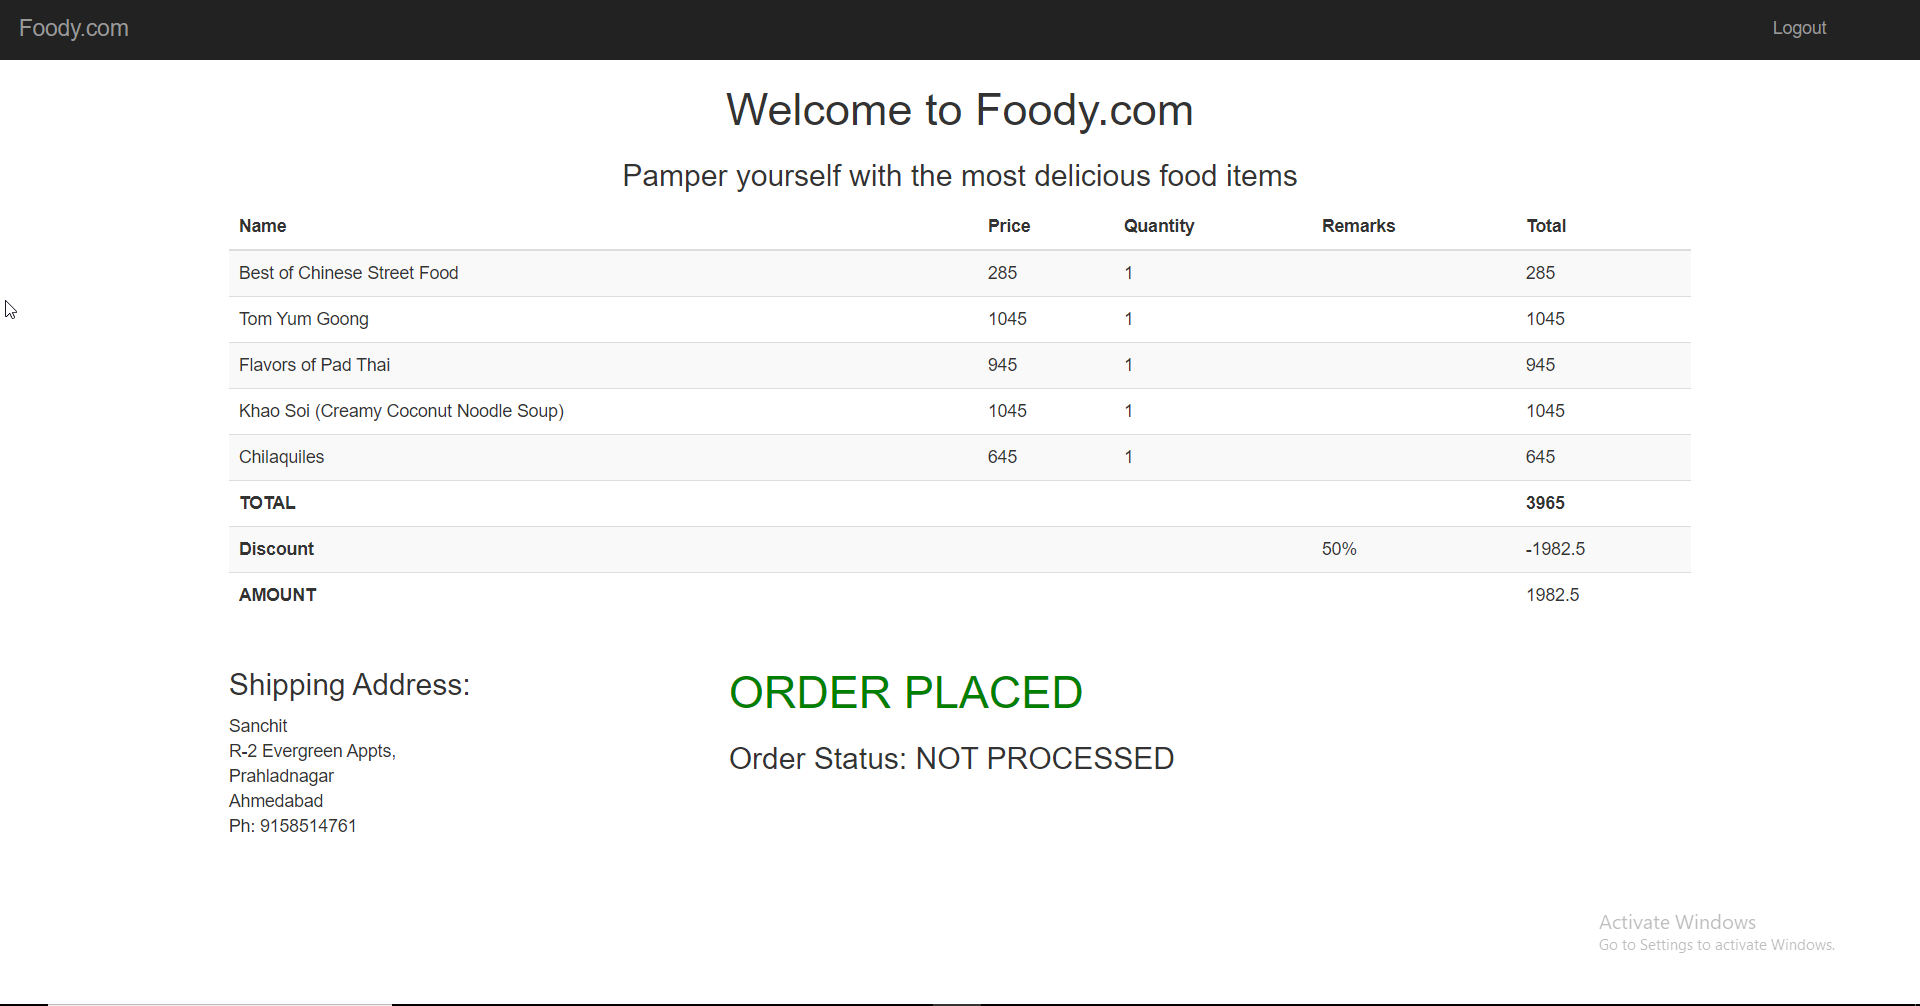 Foody.com Logout
Welcome to Foody.com
Pamper yourself with the most delicious food items
Name Price Quantity Remarks Total
Best of Chinese Street Food 285 1 285
Tom Yum Goong 1045 1 1045
Flavors of Pad Thai 945 1 945
Khao Soi (Creamy Coconut Noodle Soup) 1045 1 1045
Chilaquiles 645 1 645
TOTAL 3965
Discount 50% -1982.5
AMOUNT 1982.5
Shipping Address:
Sanchit
R-2 Evergreen Appts,
Prahladnagar
Ahmedabad
Ph: 9158514761
ORDER PLACED
Order Status: NOT PROCESSED
Activate Windows
Go to Settings to activate Windows.